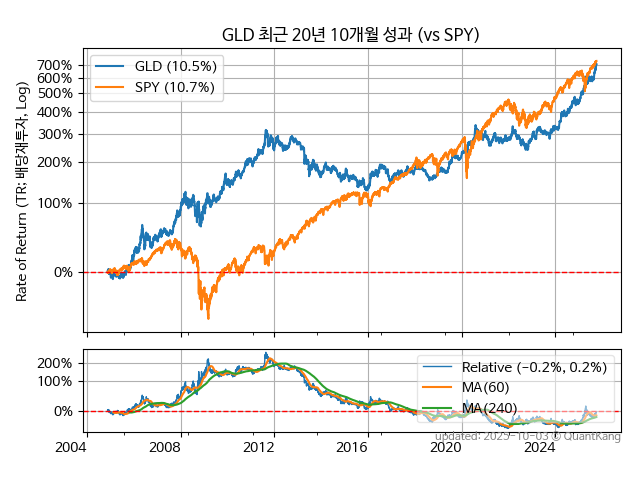 GLD 최근 20년 10개월 성과 (vs SPY)
Rate of Return (TR: 배당재투자, Log)
700%
600%
500%
400%
300%
200%
100%
0%
GLD (10.5%)
SPY (10.7%)
200%
100%
0%
Relative (−0.2%, 0.2%)
MA(60)
MA(240)
2004 2008 2012 2016 2020 2024
updated: 2025-10-03 © QuantKang